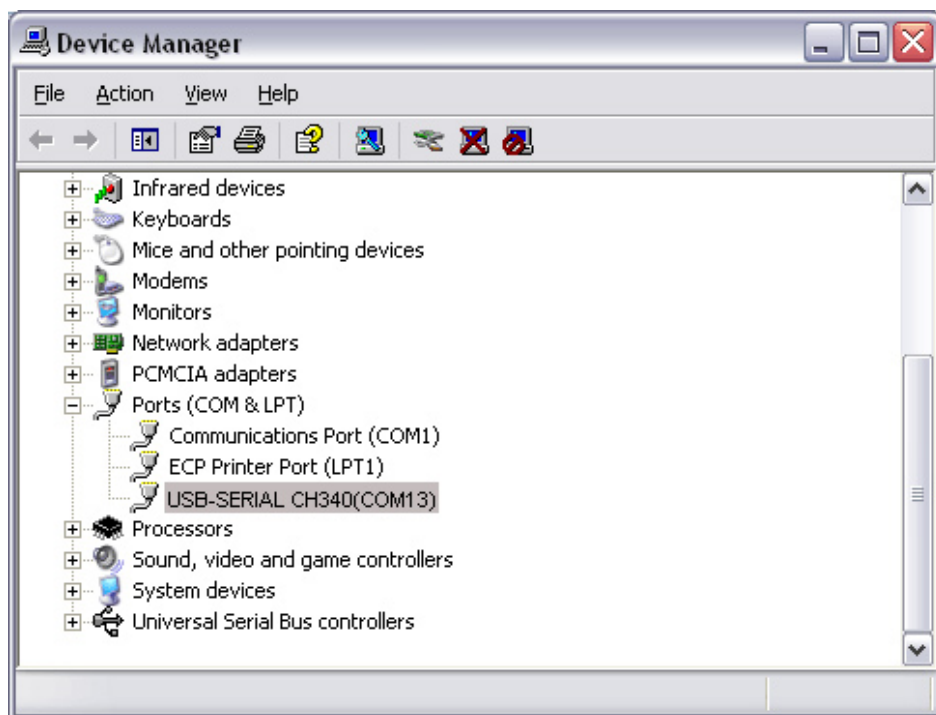 Device Manager
File Action View Help
Infrared devices
Keyboards
Mice and other pointing devices
Modems
Monitors
Network adapters
PCMCIA adapters
Ports (COM & LPT)
Communications Port (COM1)
ECP Printer Port (LPT1)
USB-SERIAL CH340(COM13)
Processors
Sound, video and game controllers
System devices
Universal Serial Bus controllers